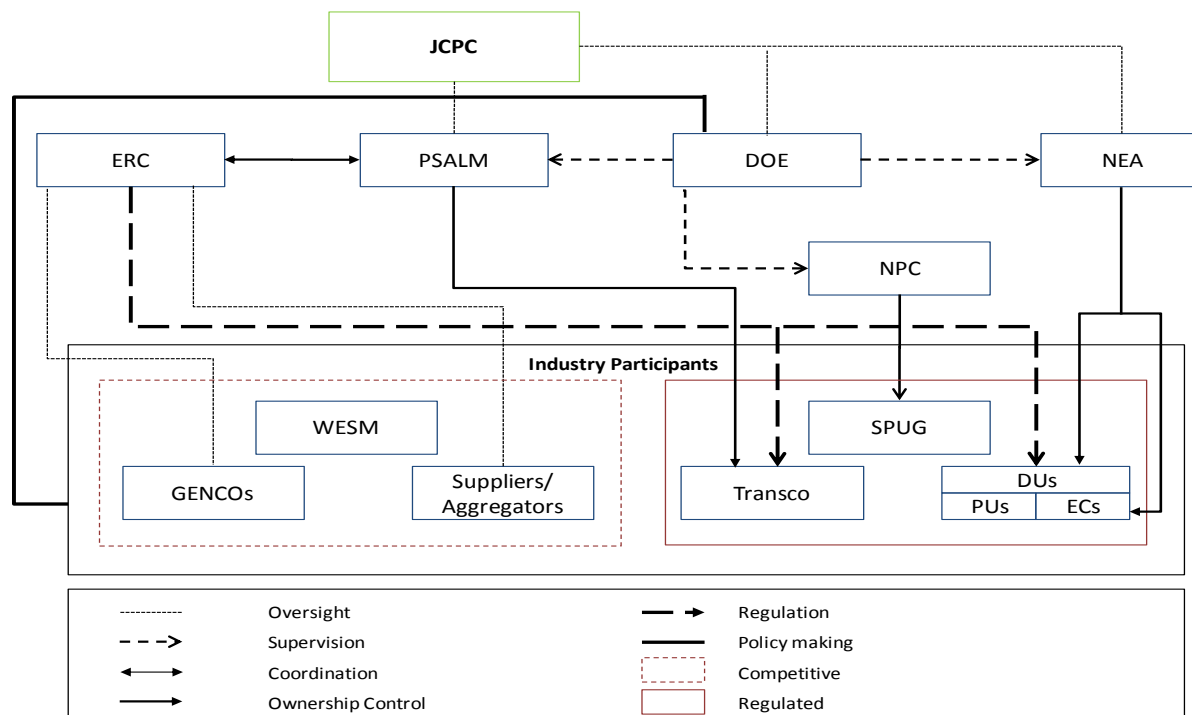 JCPC
ERC
PSALM
DOE
NEA
NPC
Industry Participants
WESM
SPUG
GENCOs
Suppliers/
Aggregators
Transco
DUs
PUs
ECs
Oversight
Regulation
Supervision
Policy making
Coordination
Competitive
Ownership Control
Regulated